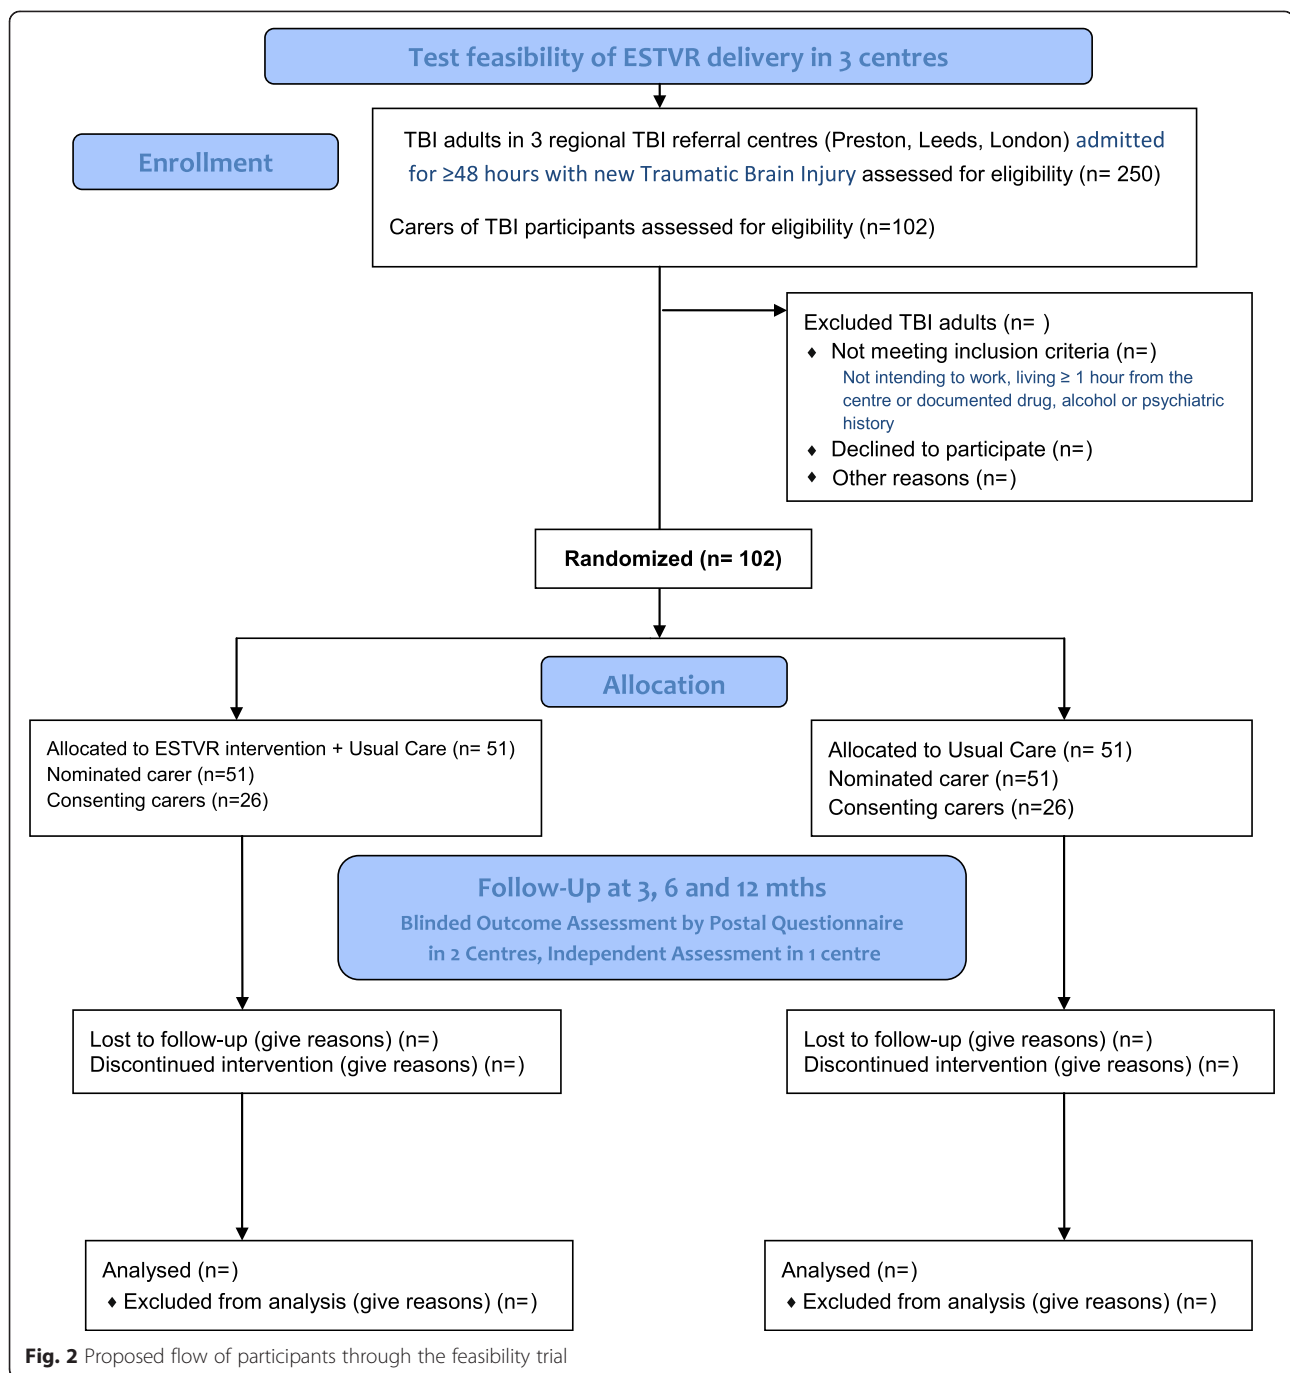 Test feasibility of ESTVR delivery in 3 centres
Enrollment
TBI adults in 3 regional TBI referral centres (Preston, Leeds, London) admitted
for ≥48 hours with new Traumatic Brain Injury assessed for eligibility (n= 250)
Carers of TBI participants assessed for eligibility (n=102)
Excluded TBI adults (n= )
♦ Not meeting inclusion criteria (n=)
Not intending to work, living ≥ 1 hour from the
centre or documented drug, alcohol or psychiatric
history
♦ Declined to participate (n=)
♦ Other reasons (n=)
Randomized (n= 102)
Allocation
Allocated to ESTVR intervention + Usual Care (n= 51)
Nominated carer (n=51)
Consenting carers (n=26)
Allocated to Usual Care (n= 51)
Nominated carer (n=51)
Consenting carers (n=26)
Follow-Up at 3, 6 and 12 mths
Blinded Outcome Assessment by Postal Questionnaire
in 2 Centres, Independent Assessment in 1 centre
Lost to follow-up (give reasons) (n=)
Discontinued intervention (give reasons) (n=)
Lost to follow-up (give reasons) (n=)
Discontinued intervention (give reasons) (n=)
Analysed (n=)
♦ Excluded from analysis (give reasons) (n=)
Analysed (n=)
♦ Excluded from analysis (give reasons) (n=)
Fig. 2 Proposed flow of participants through the feasibility trial